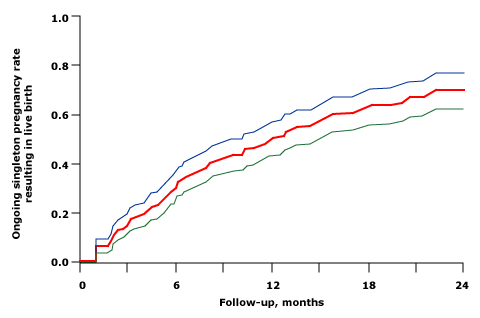 Ongoing singleton pregnancy rate
resulting in live birth
1.0
0.8
0.6
0.4
0.2
0.0
0 6 12 18 24
Follow-up, months